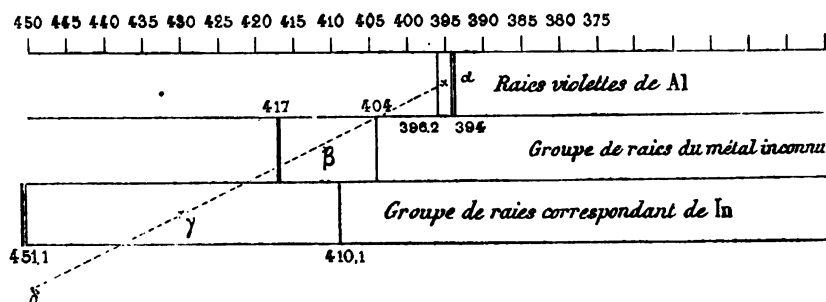 450 445 440 435 430 425 420 415 410 405 400 395 390 385 380 375
α Raies violettes de Al
417 404 396.2 394
β Groupe de raies du métal inconnu
γ Groupe de raies correspondant de In
451,1 410,1
δ